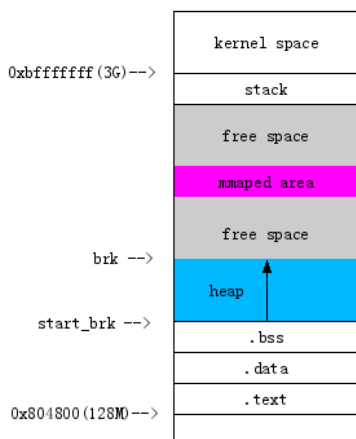 kernel space
0xbfffffff(3G)-->
stack
free space
mmaped area
free space
brk -->
heap
start_brk -->
.bss
.data
.text
0x804800(128M)-->